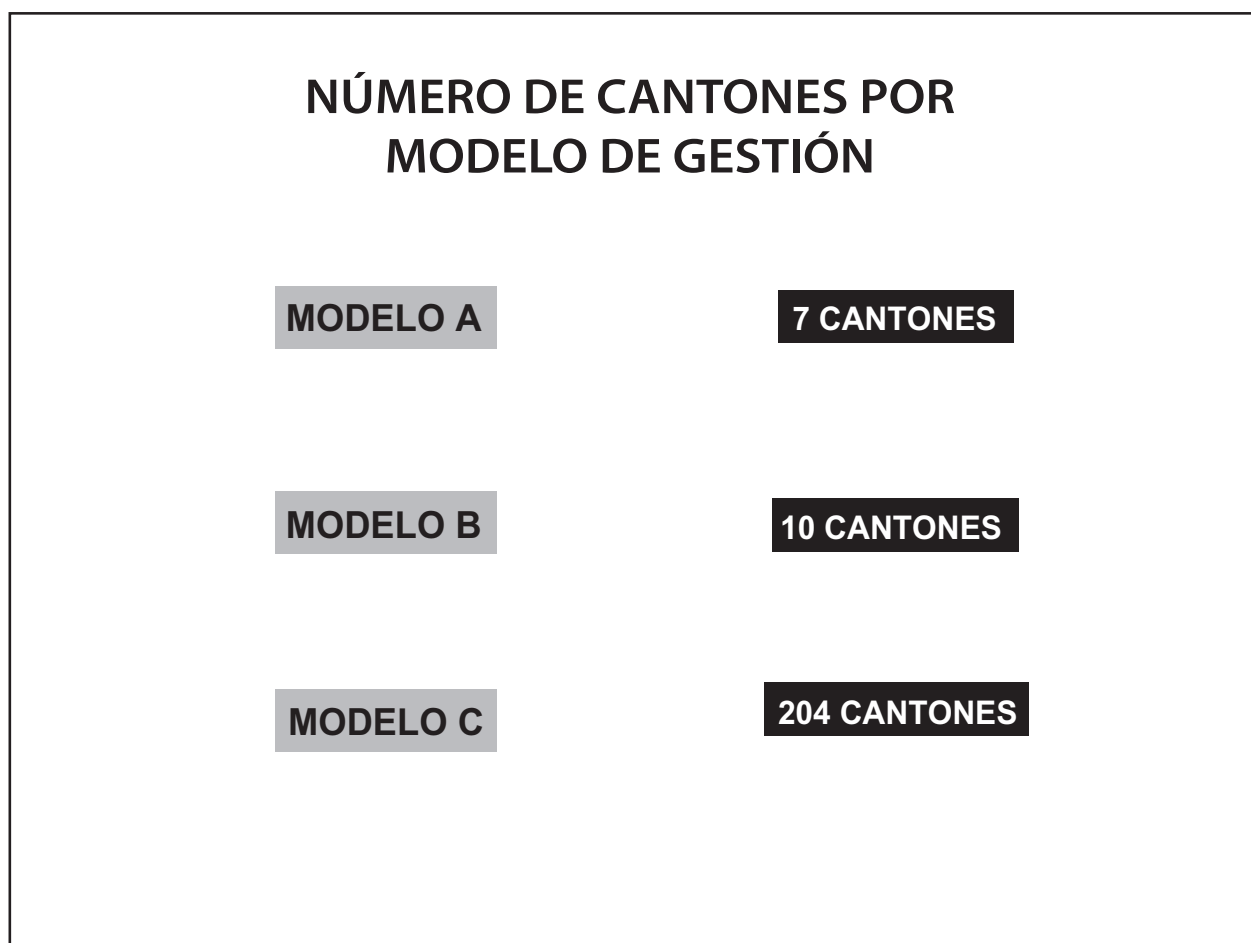 NÚMERO DE CANTONES POR
MODELO DE GESTIÓN
MODELO A
7 CANTONES
MODELO B
10 CANTONES
MODELO C
204 CANTONES